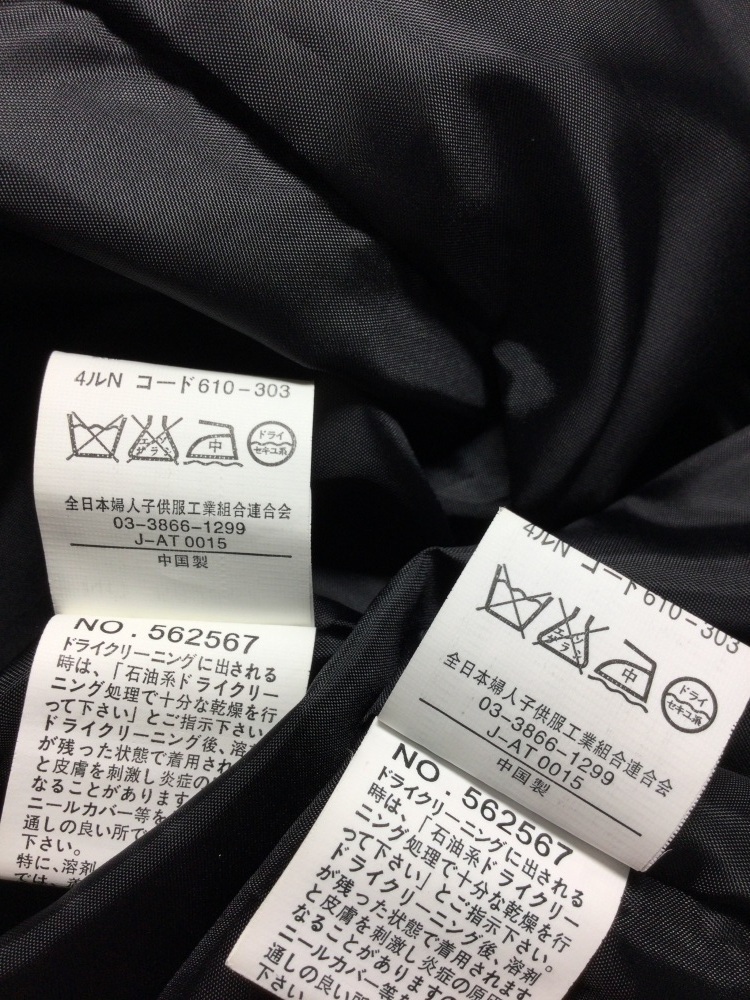 4ルN コード610-303
エンソ
サラシ
中
ドライ
セキユ系
全日本婦人子供服工業組合連合会
03-3866-1299
J-AT 0015
中国製
NO. 562567
ドライクリーニングに出される
時は、「石油系ドライクリー
ニング処理で十分な乾燥を行
って下さい」とご指示下さい
ドライクリーニング後、溶
が残った状態で着用され
と皮膚を刺激し炎症の
なることがあります
ニールカバー等を
通しの良い所で
下さい。
特に、溶剤
では、
4ルN コード610-303
エンソ
サラシ
中
ドライ
セキユ系
全日本婦人子供服工業組合連合会
03-3866-1299
J-AT 0015
中国製
NO. 562567
ドライクリーニングに出される
時は、「石油系ドライクリー
ニング処理で十分な乾燥を行
って下さい」とご指示下さい。
ドライクリーニング後、溶剤
が残った状態で着用されます
と皮膚を刺激し炎症の原
なることがありますの
ニールカバー等
下さい